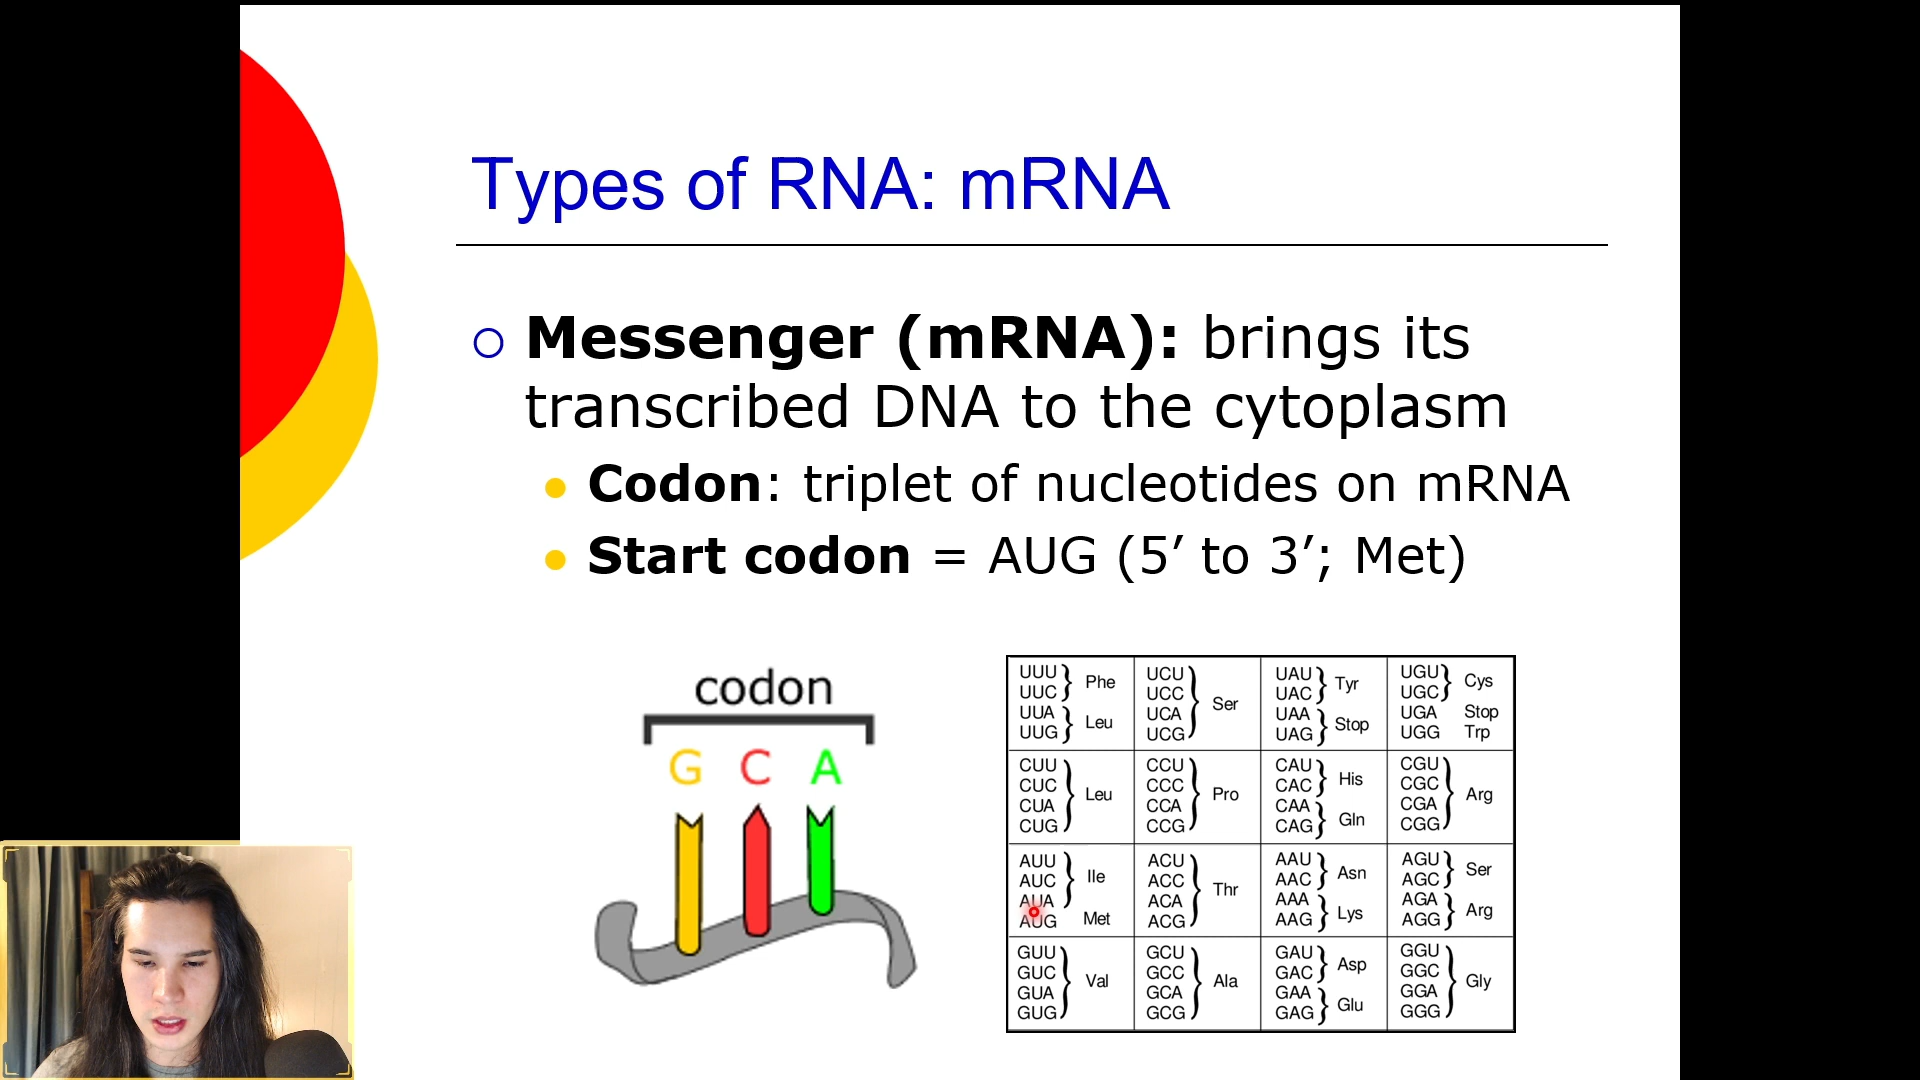 Types of RNA: mRNA
Messenger (mRNA): brings its
transcribed DNA to the cytoplasm
Codon: triplet of nucleotides on mRNA
Start codon = AUG (5’ to 3’; Met)
codon
G C A
UUU
UUC
Phe
UUA
UUG
Leu
UCU
UCC
UCA
UCG
Ser
UAU
UAC
Tyr
UAA
UAG
Stop
UGU
UGC
Cys
UGA Stop
UGG Trp
CUU
CUC
CUA
CUG
Leu
CCU
CCC
CCA
CCG
Pro
CAU
CAC
His
CAA
CAG
Gln
CGU
CGC
CGA
CGG
Arg
AUU
AUC
AUA
Ile
AUG Met
ACU
ACC
ACA
ACG
Thr
AAU
AAC
Asn
AAA
AAG
Lys
AGU
AGC
Ser
AGA
AGG
Arg
GUU
GUC
GUA
GUG
Val
GCU
GCC
GCA
GCG
Ala
GAU
GAC
Asp
GAA
GAG
Glu
GGU
GGC
GGA
GGG
Gly